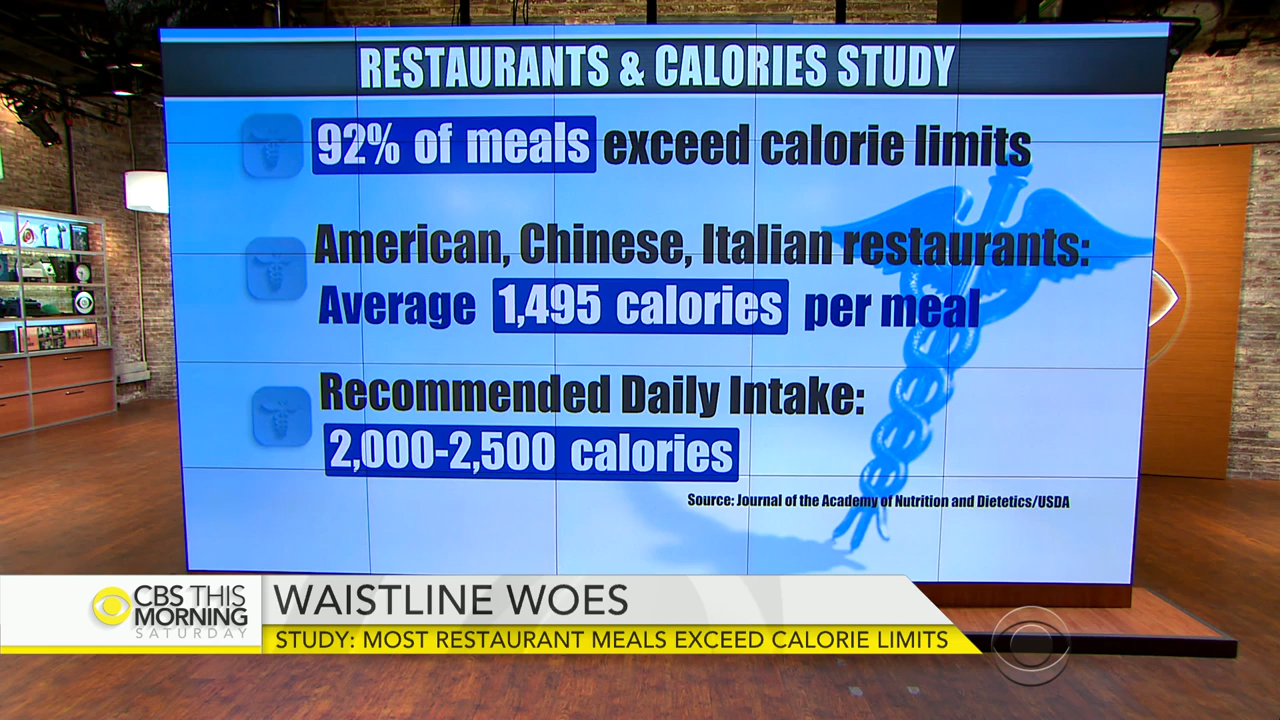 RESTAURANTS & CALORIES STUDY
92% of meals exceed calorie limits
American, Chinese, Italian restaurants:
Average 1,495 calories per meal
Recommended Daily Intake:
2,000-2,500 calories
Source: Journal of the Academy of Nutrition and Dietetics/USDA
CBS THIS
MORNING
SATURDAY
WAISTLINE WOES
STUDY: MOST RESTAURANT MEALS EXCEED CALORIE LIMITS